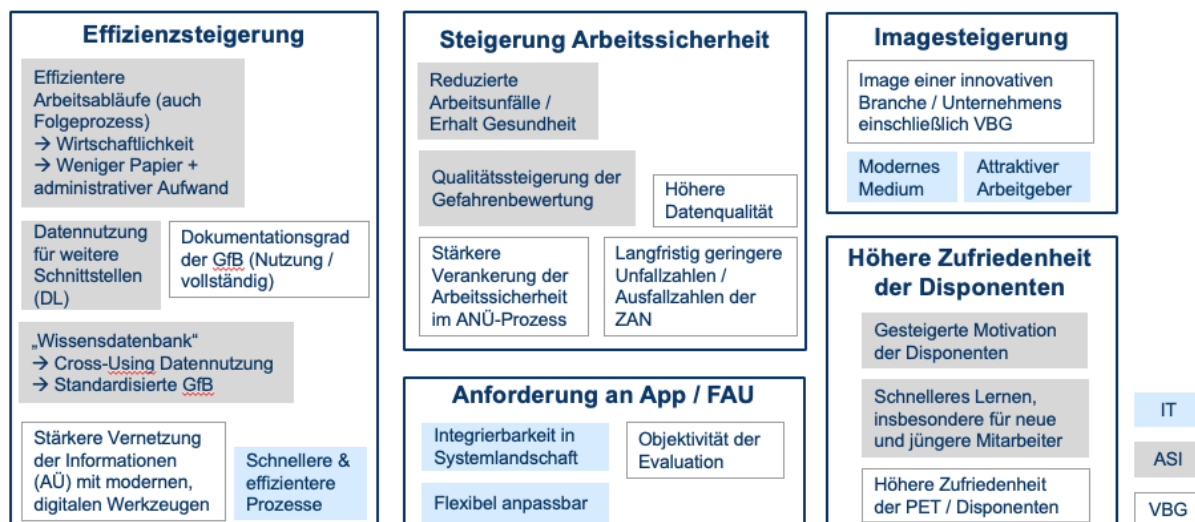 Effizienzsteigerung
Effizientere
Arbeitsabläufe (auch
Folgeprozess)
→ Wirtschaftlichkeit
→ Weniger Papier +
administrativer Aufwand
Datennutzung
für weitere
Schnittstellen
(DL)
Dokumentationsgrad
der GfB (Nutzung /
vollständig)
„Wissensdatenbank“
→ Cross-Using Datennutzung
→ Standardisierte GfB
Stärkere Vernetzung
der Informationen
(AÜ) mit modernen,
digitalen Werkzeugen
Schnellere &
effizientere
Prozesse
Steigerung Arbeitssicherheit
Reduzierte
Arbeitsunfälle /
Erhalt Gesundheit
Qualitätssteigerung der
Gefahrenbewertung
Höhere
Datenqualität
Stärkere
Verankerung der
Arbeitssicherheit
im ANÜ-Prozess
Langfristig geringere
Unfallzahlen /
Ausfallzahlen der
ZAN
Anforderung an App / FAU
Integrierbarkeit in
Systemlandschaft
Objektivität der
Evaluation
Flexibel anpassbar
Imagesteigerung
Image einer innovativen
Branche / Unternehmens
einschließlich VBG
Modernes
Medium
Attraktiver
Arbeitgeber
Höhere Zufriedenheit
der Disponenten
Gesteigerte Motivation
der Disponenten
Schnelleres Lernen,
insbesondere für neue
und jüngere Mitarbeiter
Höhere Zufriedenheit
der PET / Disponenten
IT
ASI
VBG